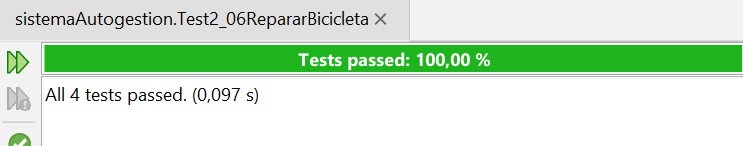 sistemaAutogestion.Test2_06RepararBicicleta
Tests passed: 100,00 %
All 4 tests passed. (0,097 s)